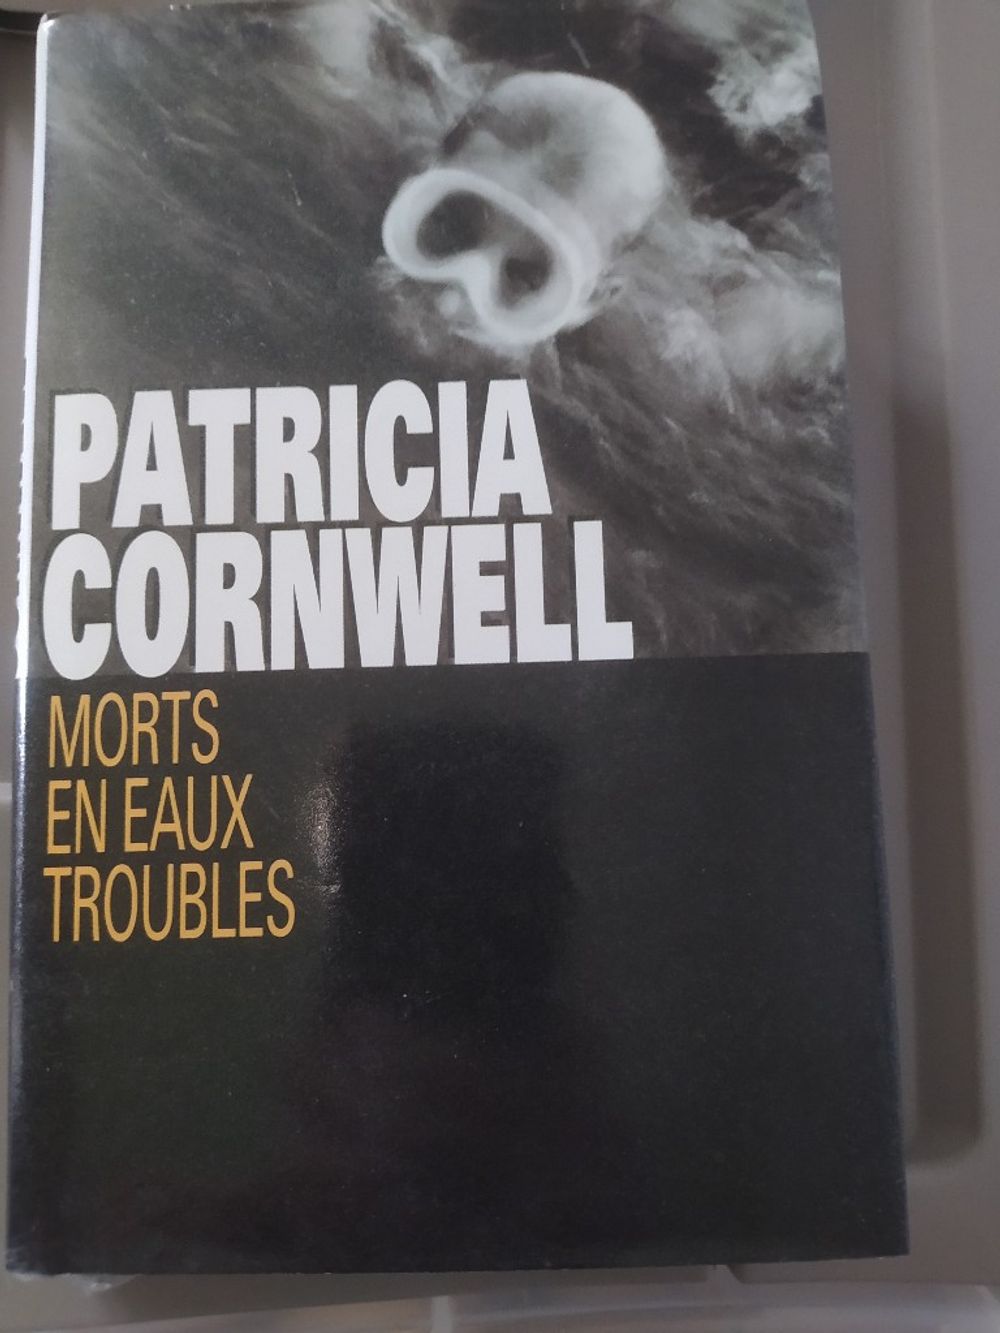 PATRICIA
CORNWELL
MORTS
EN EAUX
TROUBLES